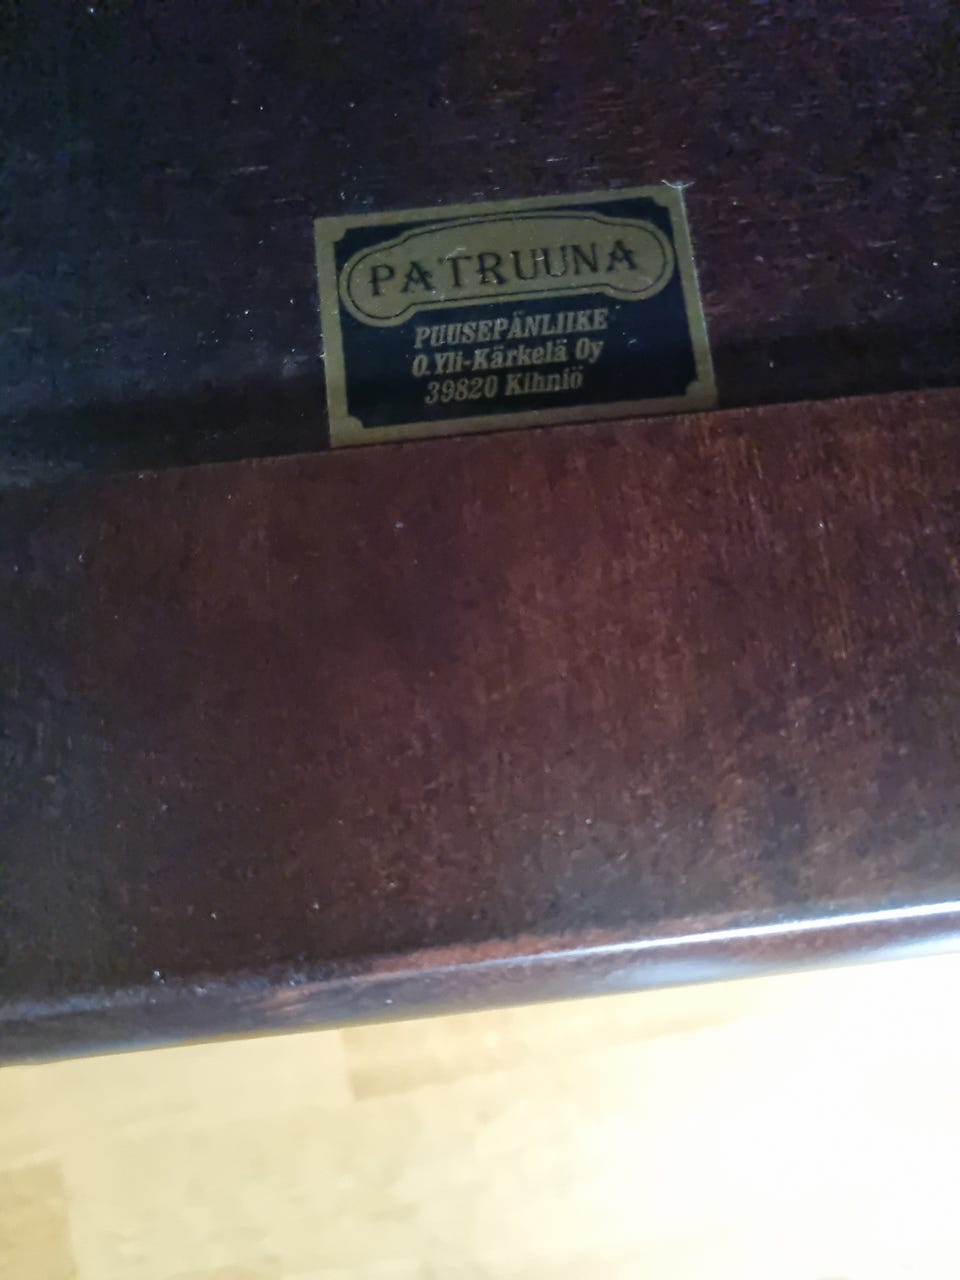 PATRUUNA
PUUSEPÄNLIIKE
O. Yli-Kärkelä Oy
39820 Kihniö